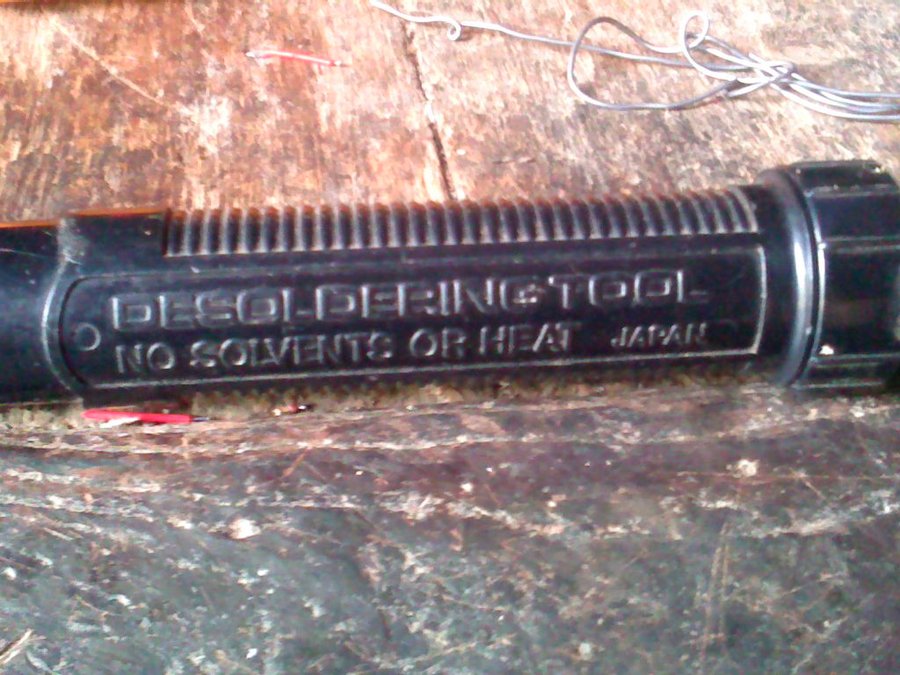 DESOLDERING TOOL
NO SOLVENTS OR HEAT JAPAN